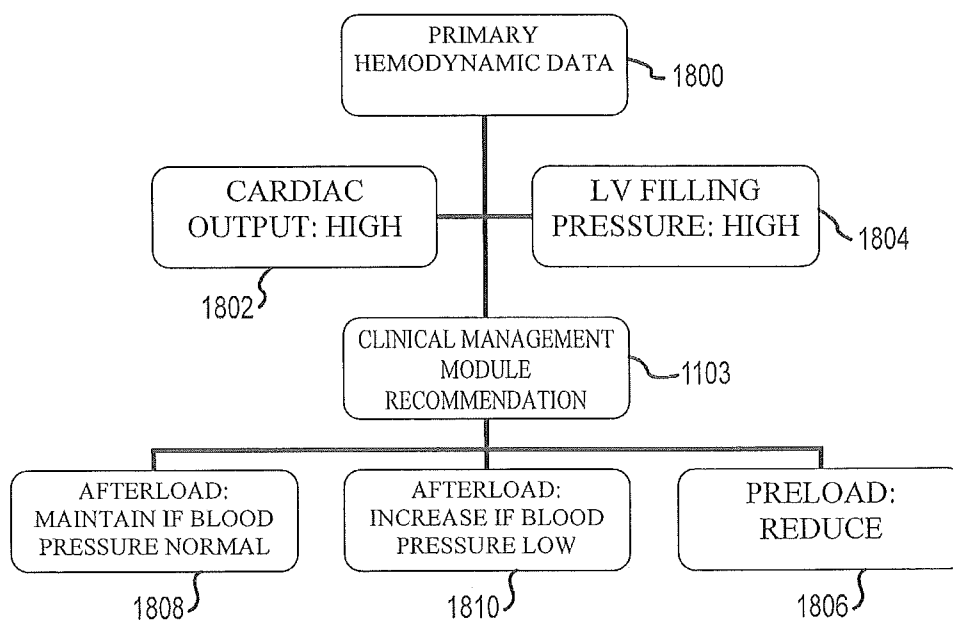 PRIMARY
HEMODYNAMIC DATA
1800
CARDIAC
OUTPUT: HIGH
1802
LV FILLING
PRESSURE: HIGH
1804
CLINICAL MANAGEMENT
MODULE
RECOMMENDATION
1103
AFTERLOAD:
MAINTAIN IF BLOOD
PRESSURE NORMAL
1808
AFTERLOAD:
INCREASE IF BLOOD
PRESSURE LOW
1810
PRELOAD:
REDUCE
1806